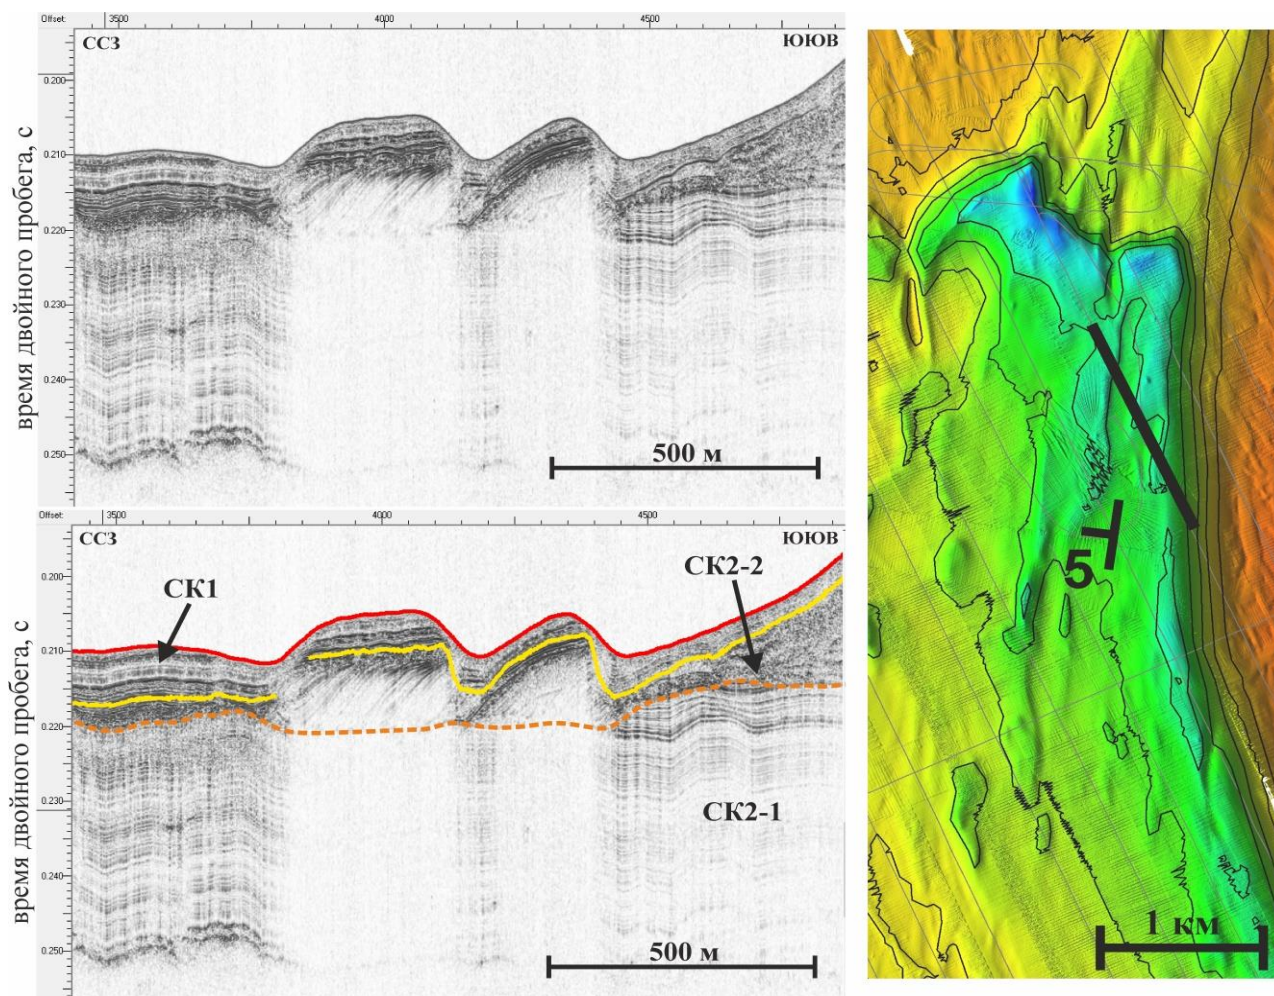 Offset: 3500 4000 4500
ССЗ ЮЮВ
0.200
0.210
0.220
0.230
0.240
0.250
время двойного пробега, с
500 м
Offset: 3500 4000 4500
ССЗ ЮЮВ
0.200
0.210
0.220
0.230
0.240
0.250
время двойного пробега, с
СК1
СК2-2
СК2-1
500 м
5
1 км